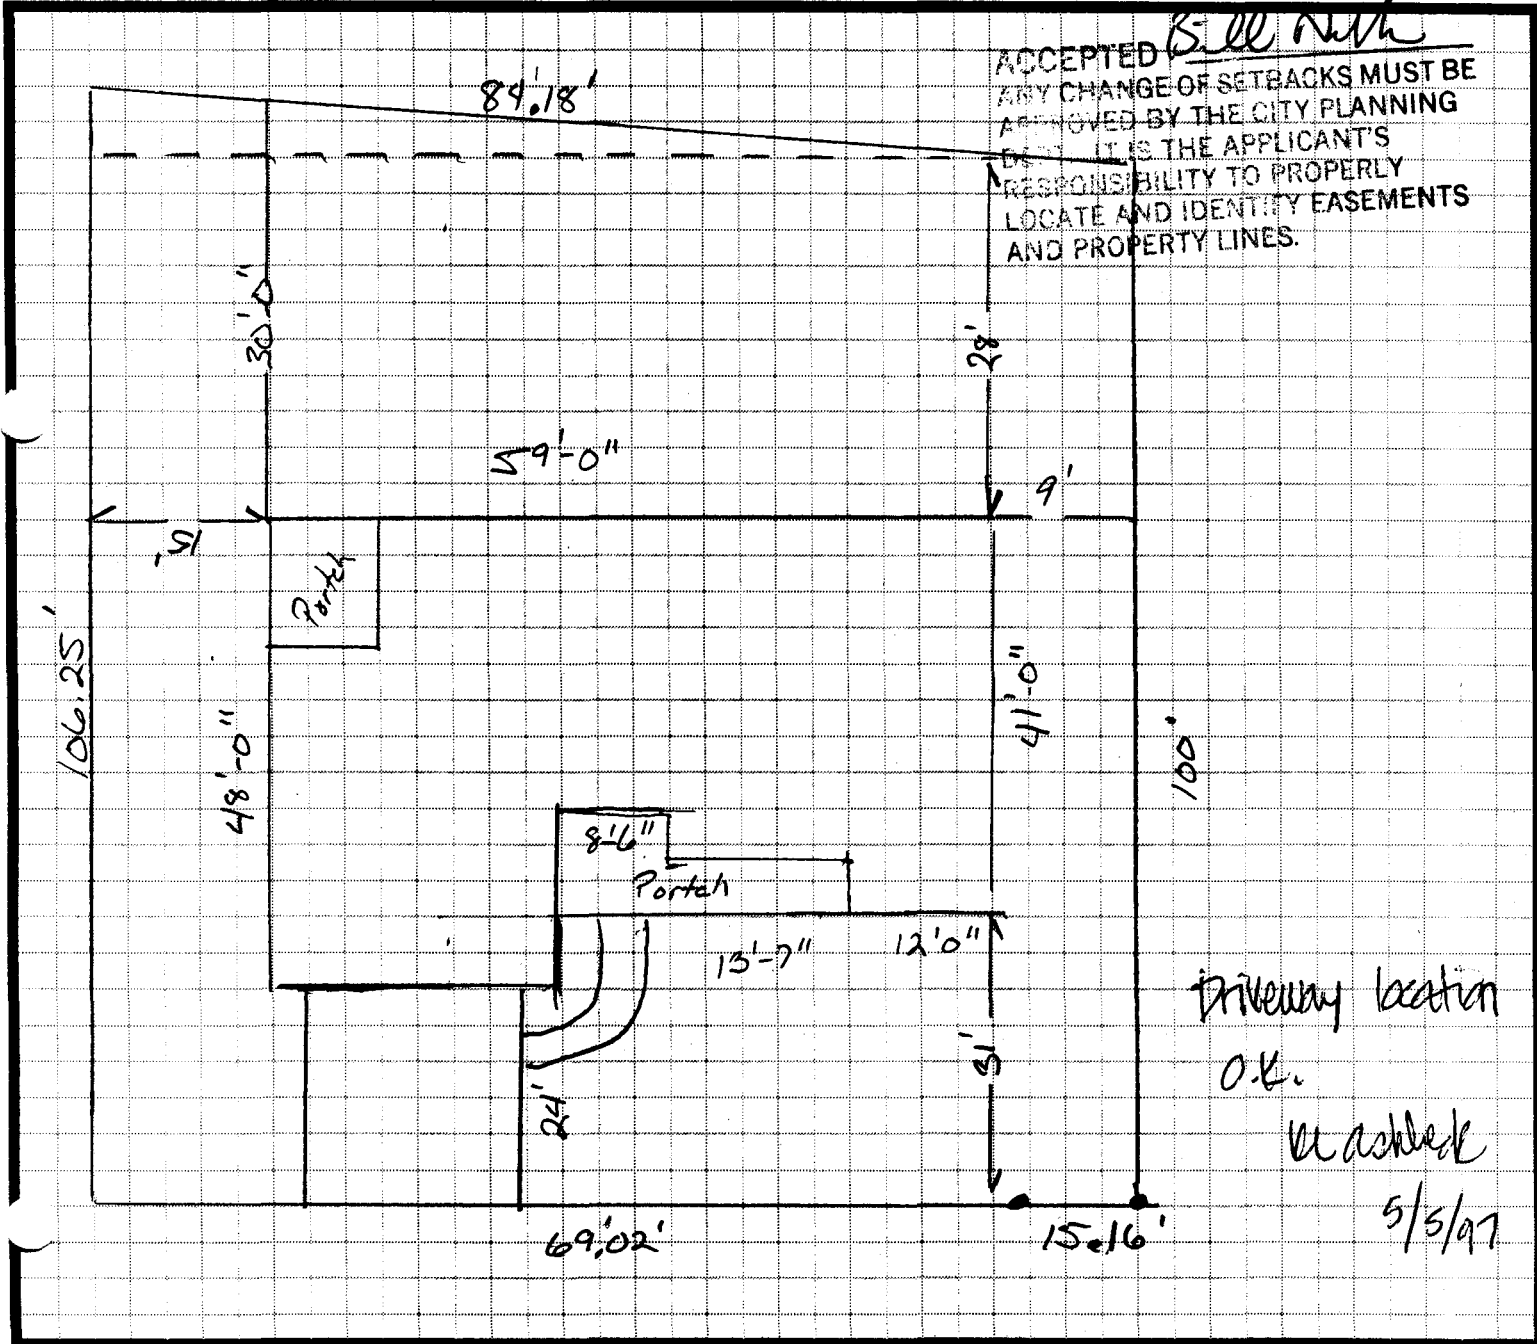 ACCEPTED Bill
ANY CHANGE OF SETBACKS MUST BE
APPROVED BY THE CITY PLANNING
DEPT. IT IS THE APPLICANT'S
RESPONSIBILITY TO PROPERLY
LOCATE AND IDENTIFY EASEMENTS
AND PROPERTY LINES.
84.18'
30'0"
28'
59'-0"
9'
15'
Portch
106.25'
48'-0"
41'-0"
100'
8'6"
Portch
13'-7"
12'0"
31'
24'
Driveway location
O.K.
5/5/97
69.02'
15.16'